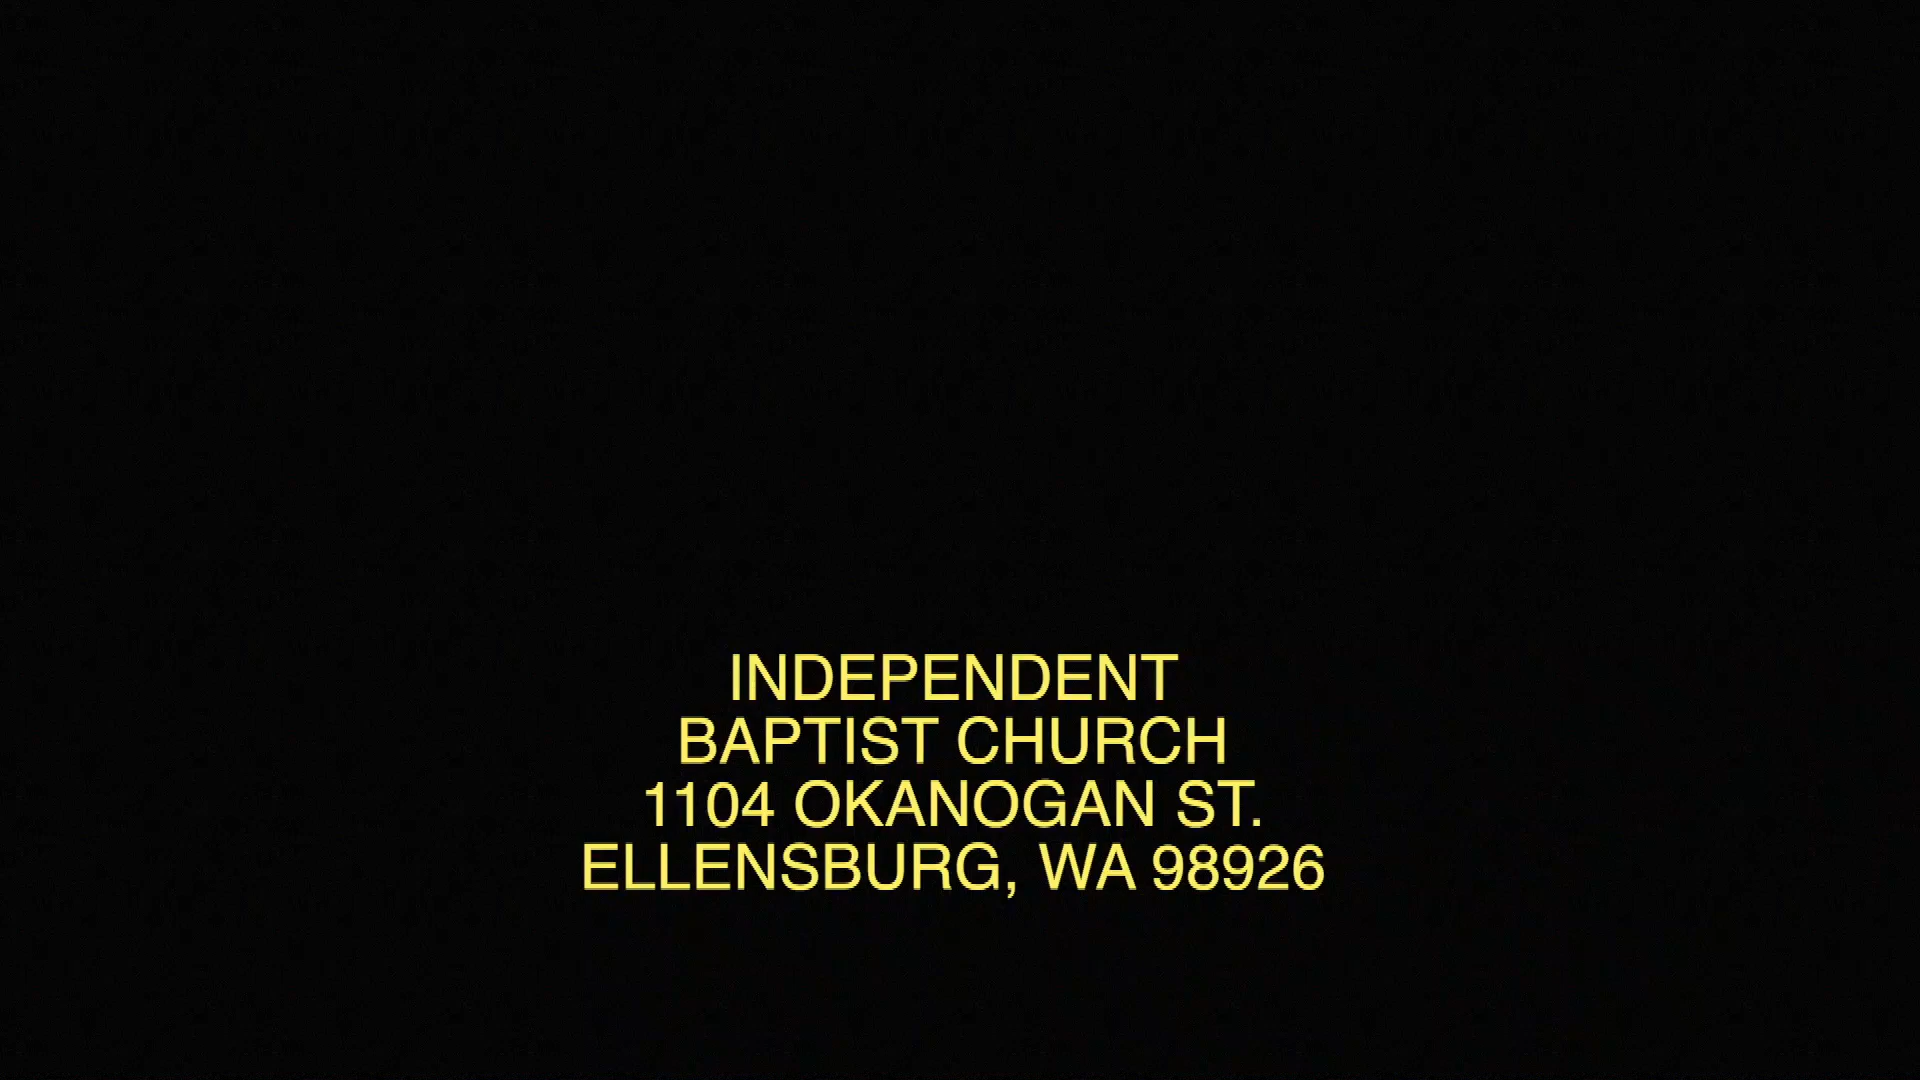 INDEPENDENT
BAPTIST CHURCH
1104 OKANOGAN ST.
ELLENSBURG, WA 98926